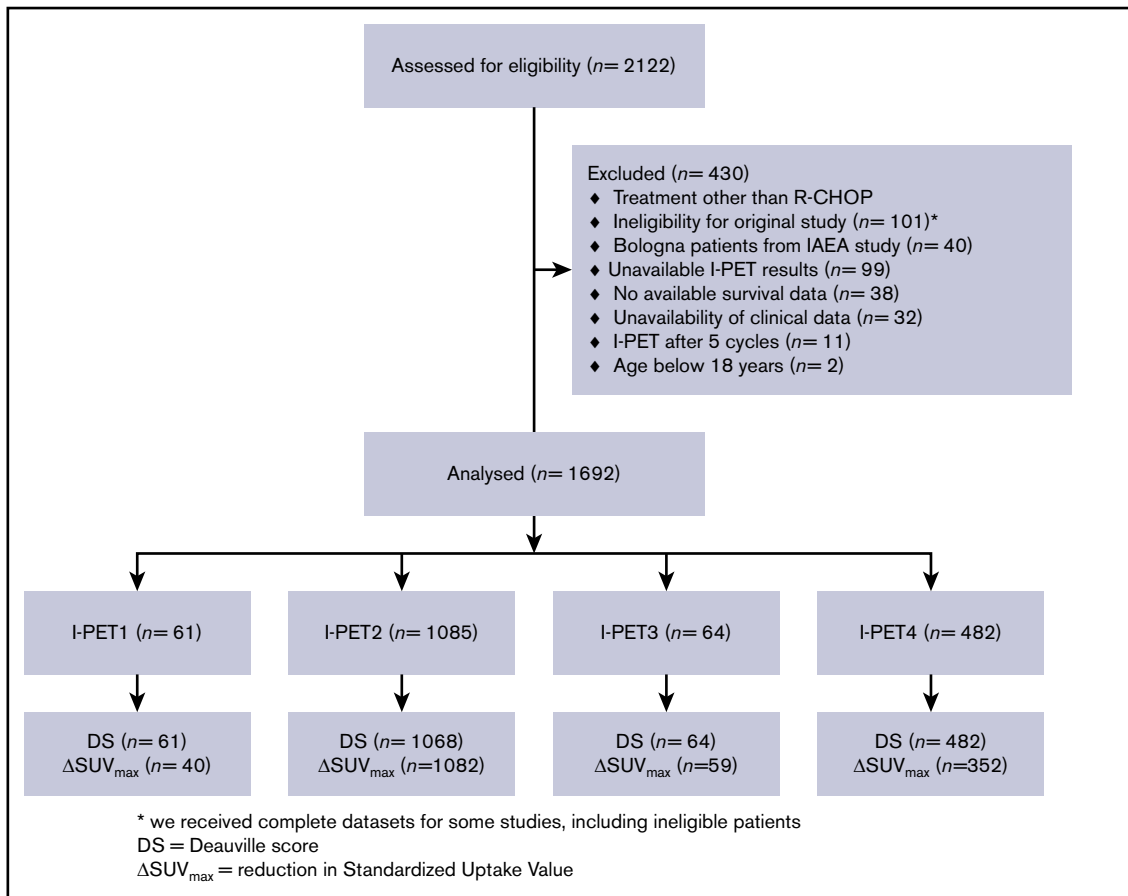 Assessed for eligibility (n= 2122)
Excluded (n= 430)
♦ Treatment other than R-CHOP
♦ Ineligibility for original study (n= 101)*
♦ Bologna patients from IAEA study (n= 40)
♦ Unavailable I-PET results (n= 99)
♦ No available survival data (n= 38)
♦ Unavailability of clinical data (n= 32)
♦ I-PET after 5 cycles (n= 11)
♦ Age below 18 years (n= 2)
Analysed (n= 1692)
I-PET1 (n= 61)
I-PET2 (n= 1085)
I-PET3 (n= 64)
I-PET4 (n= 482)
DS (n= 61)
ΔSUVmax (n= 40)
DS (n= 1068)
ΔSUVmax (n=1082)
DS (n= 64)
ΔSUVmax (n=59)
DS (n= 482)
ΔSUVmax (n=352)
* we received complete datasets for some studies, including ineligible patients
DS = Deauville score
ΔSUVmax = reduction in Standardized Uptake Value